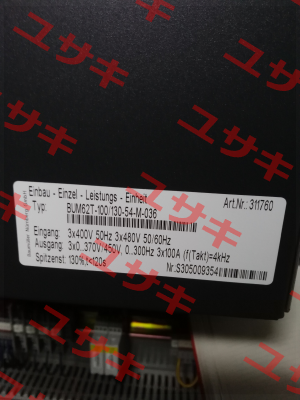 Einbau - Einzel - Leistungs - Einheit
Typ: BUM62T-100/130-54-M-036
Art.Nr.: 311760
Eingang: 3x400V 50Hz 3x480V 50/60Hz
Ausgang: 3x0..370V/450V, 0..300Hz 3x100A (f(Takt)=4kHz
Spitzenst: 130% t<120s
Nr.:S305009354
ユサキ
ユサキ
ユサキ
ユサキ
ユサキ
ユサキ
ユサキ